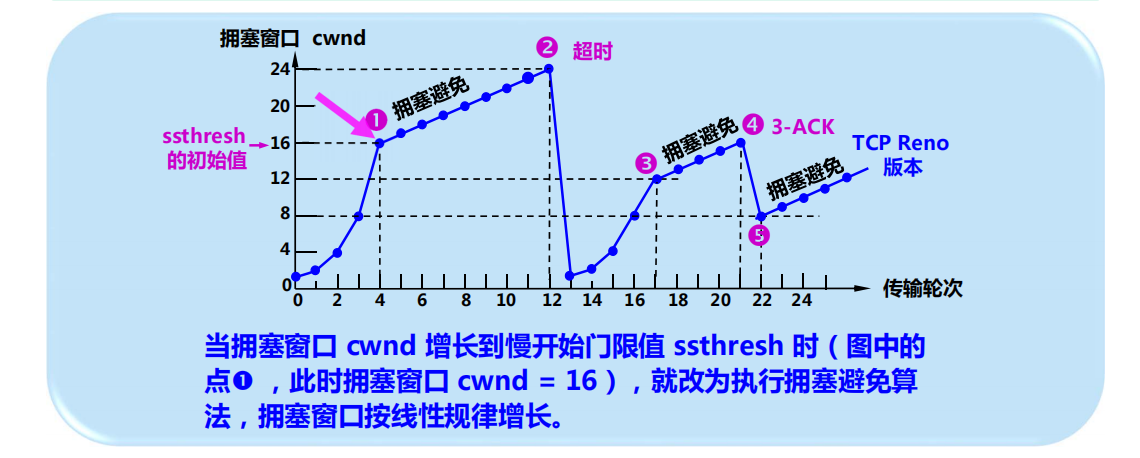 拥塞窗口 cwnd
24
20
16
12
8
4
0
ssthresh
的初始值
❶
拥塞避免
❷ 超时
❸
拥塞避免
❹ 3-ACK
❺
拥塞避免
TCP Reno
版本
0 2 4 6 8 10 12 14 16 18 20 22 24
传输轮次
当拥塞窗口 cwnd 增长到慢开始门限值 ssthresh 时（图中的
点❶ ，此时拥塞窗口 cwnd = 16），就改为执行拥塞避免算
法，拥塞窗口按线性规律增长。